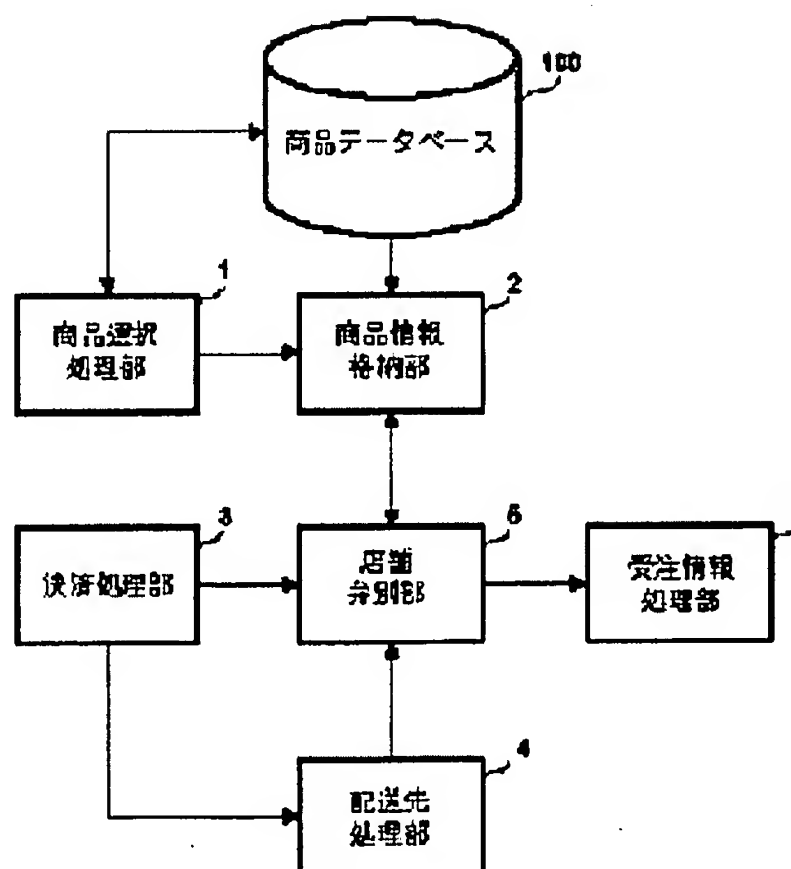 100
商品データベース
1
商品選択
処理部
2
商品情報
格納部
3
決済処理部
5
店舗
弁別部
受注情報
処理部
4
配送先
処理部